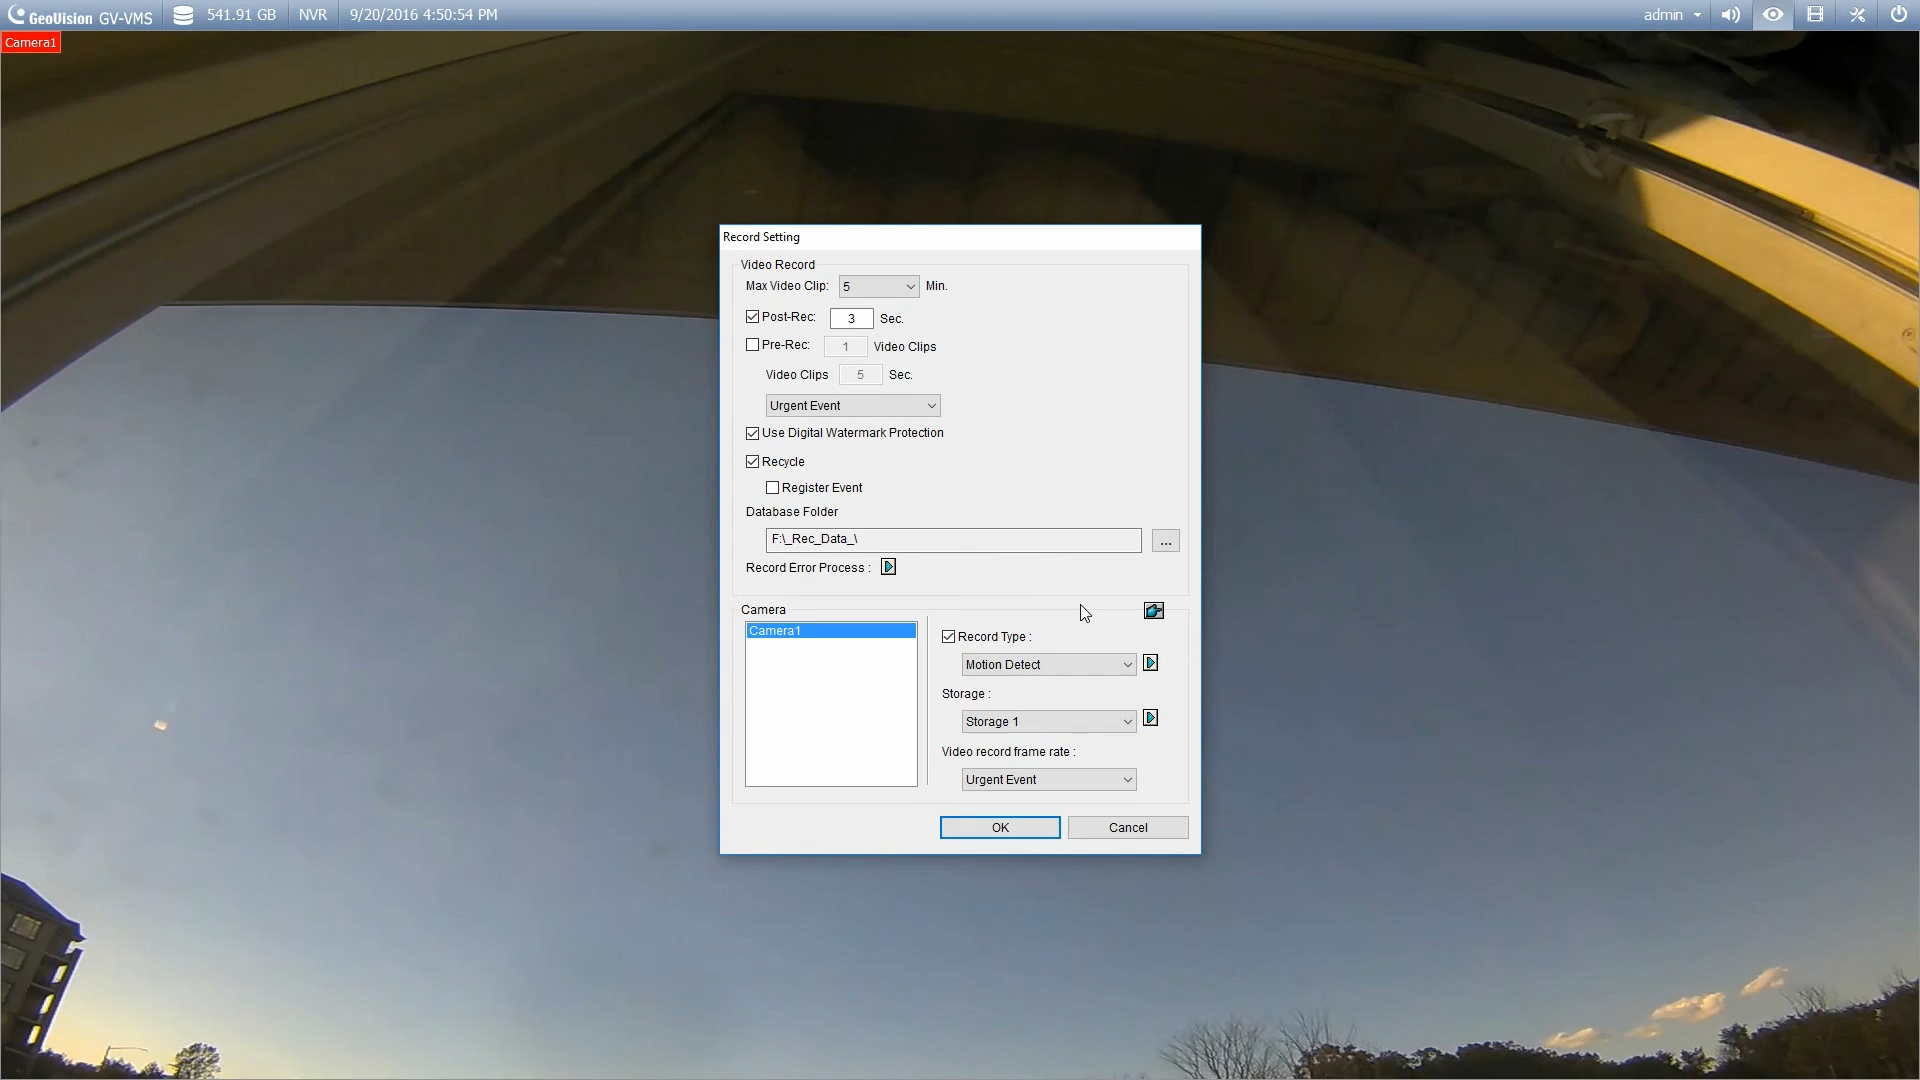 GeoVision GV-VMS 541.91 GB NVR 9/20/2016 4:50:54 PM admin
Camera1
Record Setting
Video Record
Max Video Clip: 5 Min.
Post-Rec: 3 Sec.
Pre-Rec: 1 Video Clips
Video Clips 5 Sec.
Urgent Event
Use Digital Watermark Protection
Recycle
Register Event
Database Folder
F:\_Rec_Data_\ ...
Record Error Process :
Camera
Camera1
Record Type :
Motion Detect
Storage :
Storage 1
Video record frame rate :
Urgent Event
OK Cancel